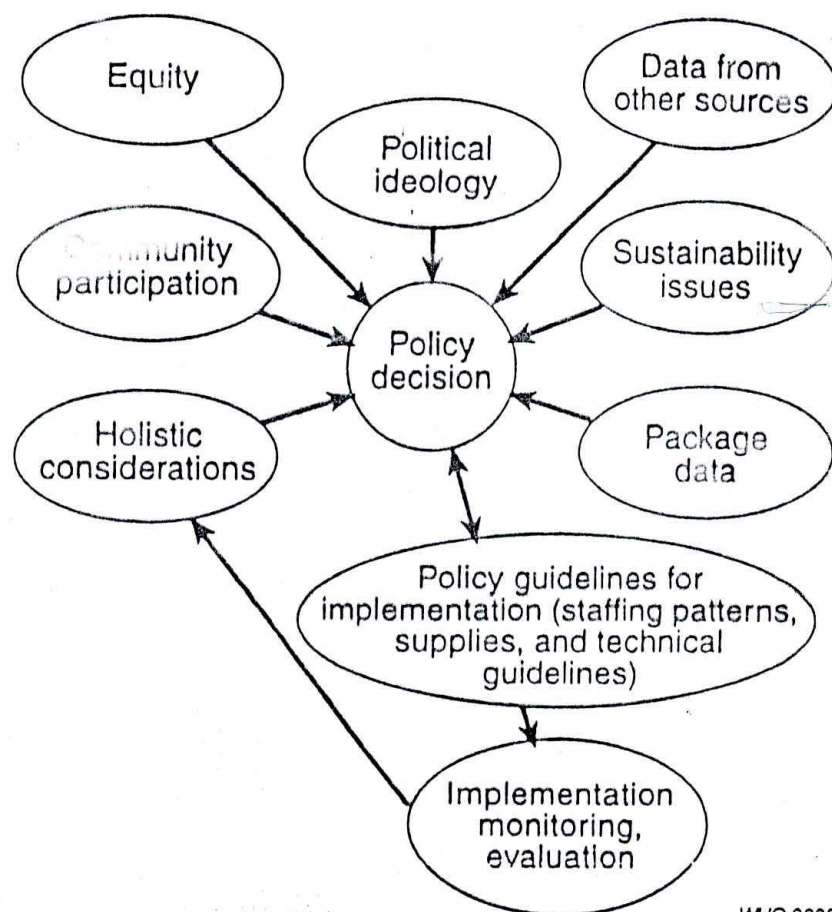 Equity
Data from
other sources
Political
ideology
Community
participation
Sustainability
issues
Policy
decision
Holistic
considerations
Package
data
Policy guidelines for
implementation (staffing patterns,
supplies, and technical
guidelines)
Implementation
monitoring,
evaluation